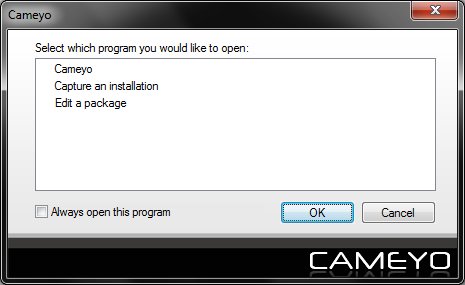 Cameyo
Select which program you would like to open:
Cameyo
Capture an installation
Edit a package
Always open this program
OK
Cancel
CAMEYO